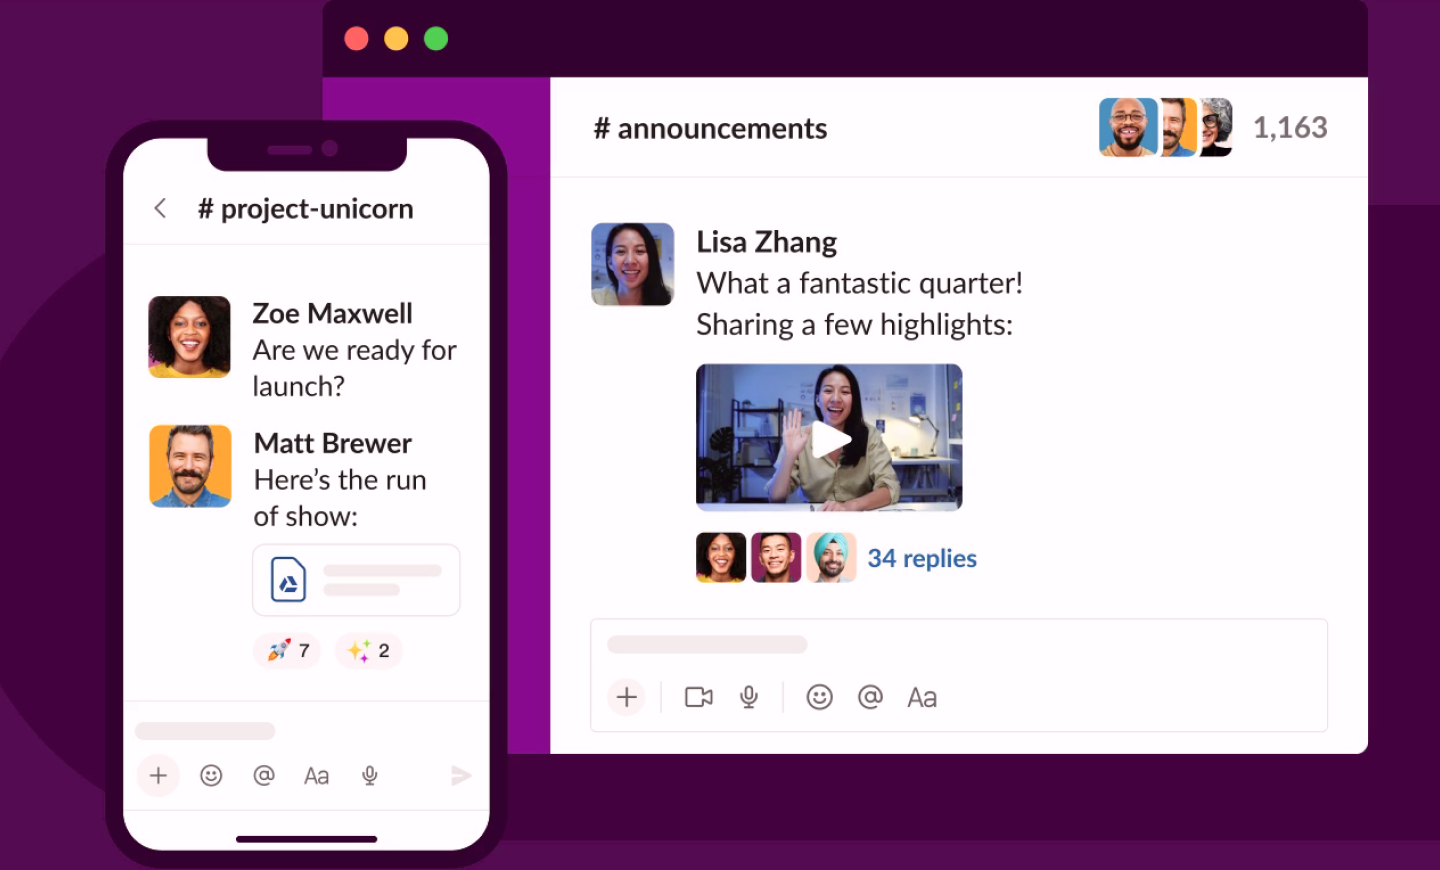 # announcements
1,163
Lisa Zhang
What a fantastic quarter!
Sharing a few highlights:
34 replies
Aa
# project-unicorn
Zoe Maxwell
Are we ready for
launch?
Matt Brewer
Here’s the run
of show:
7
2
@ Aa
@